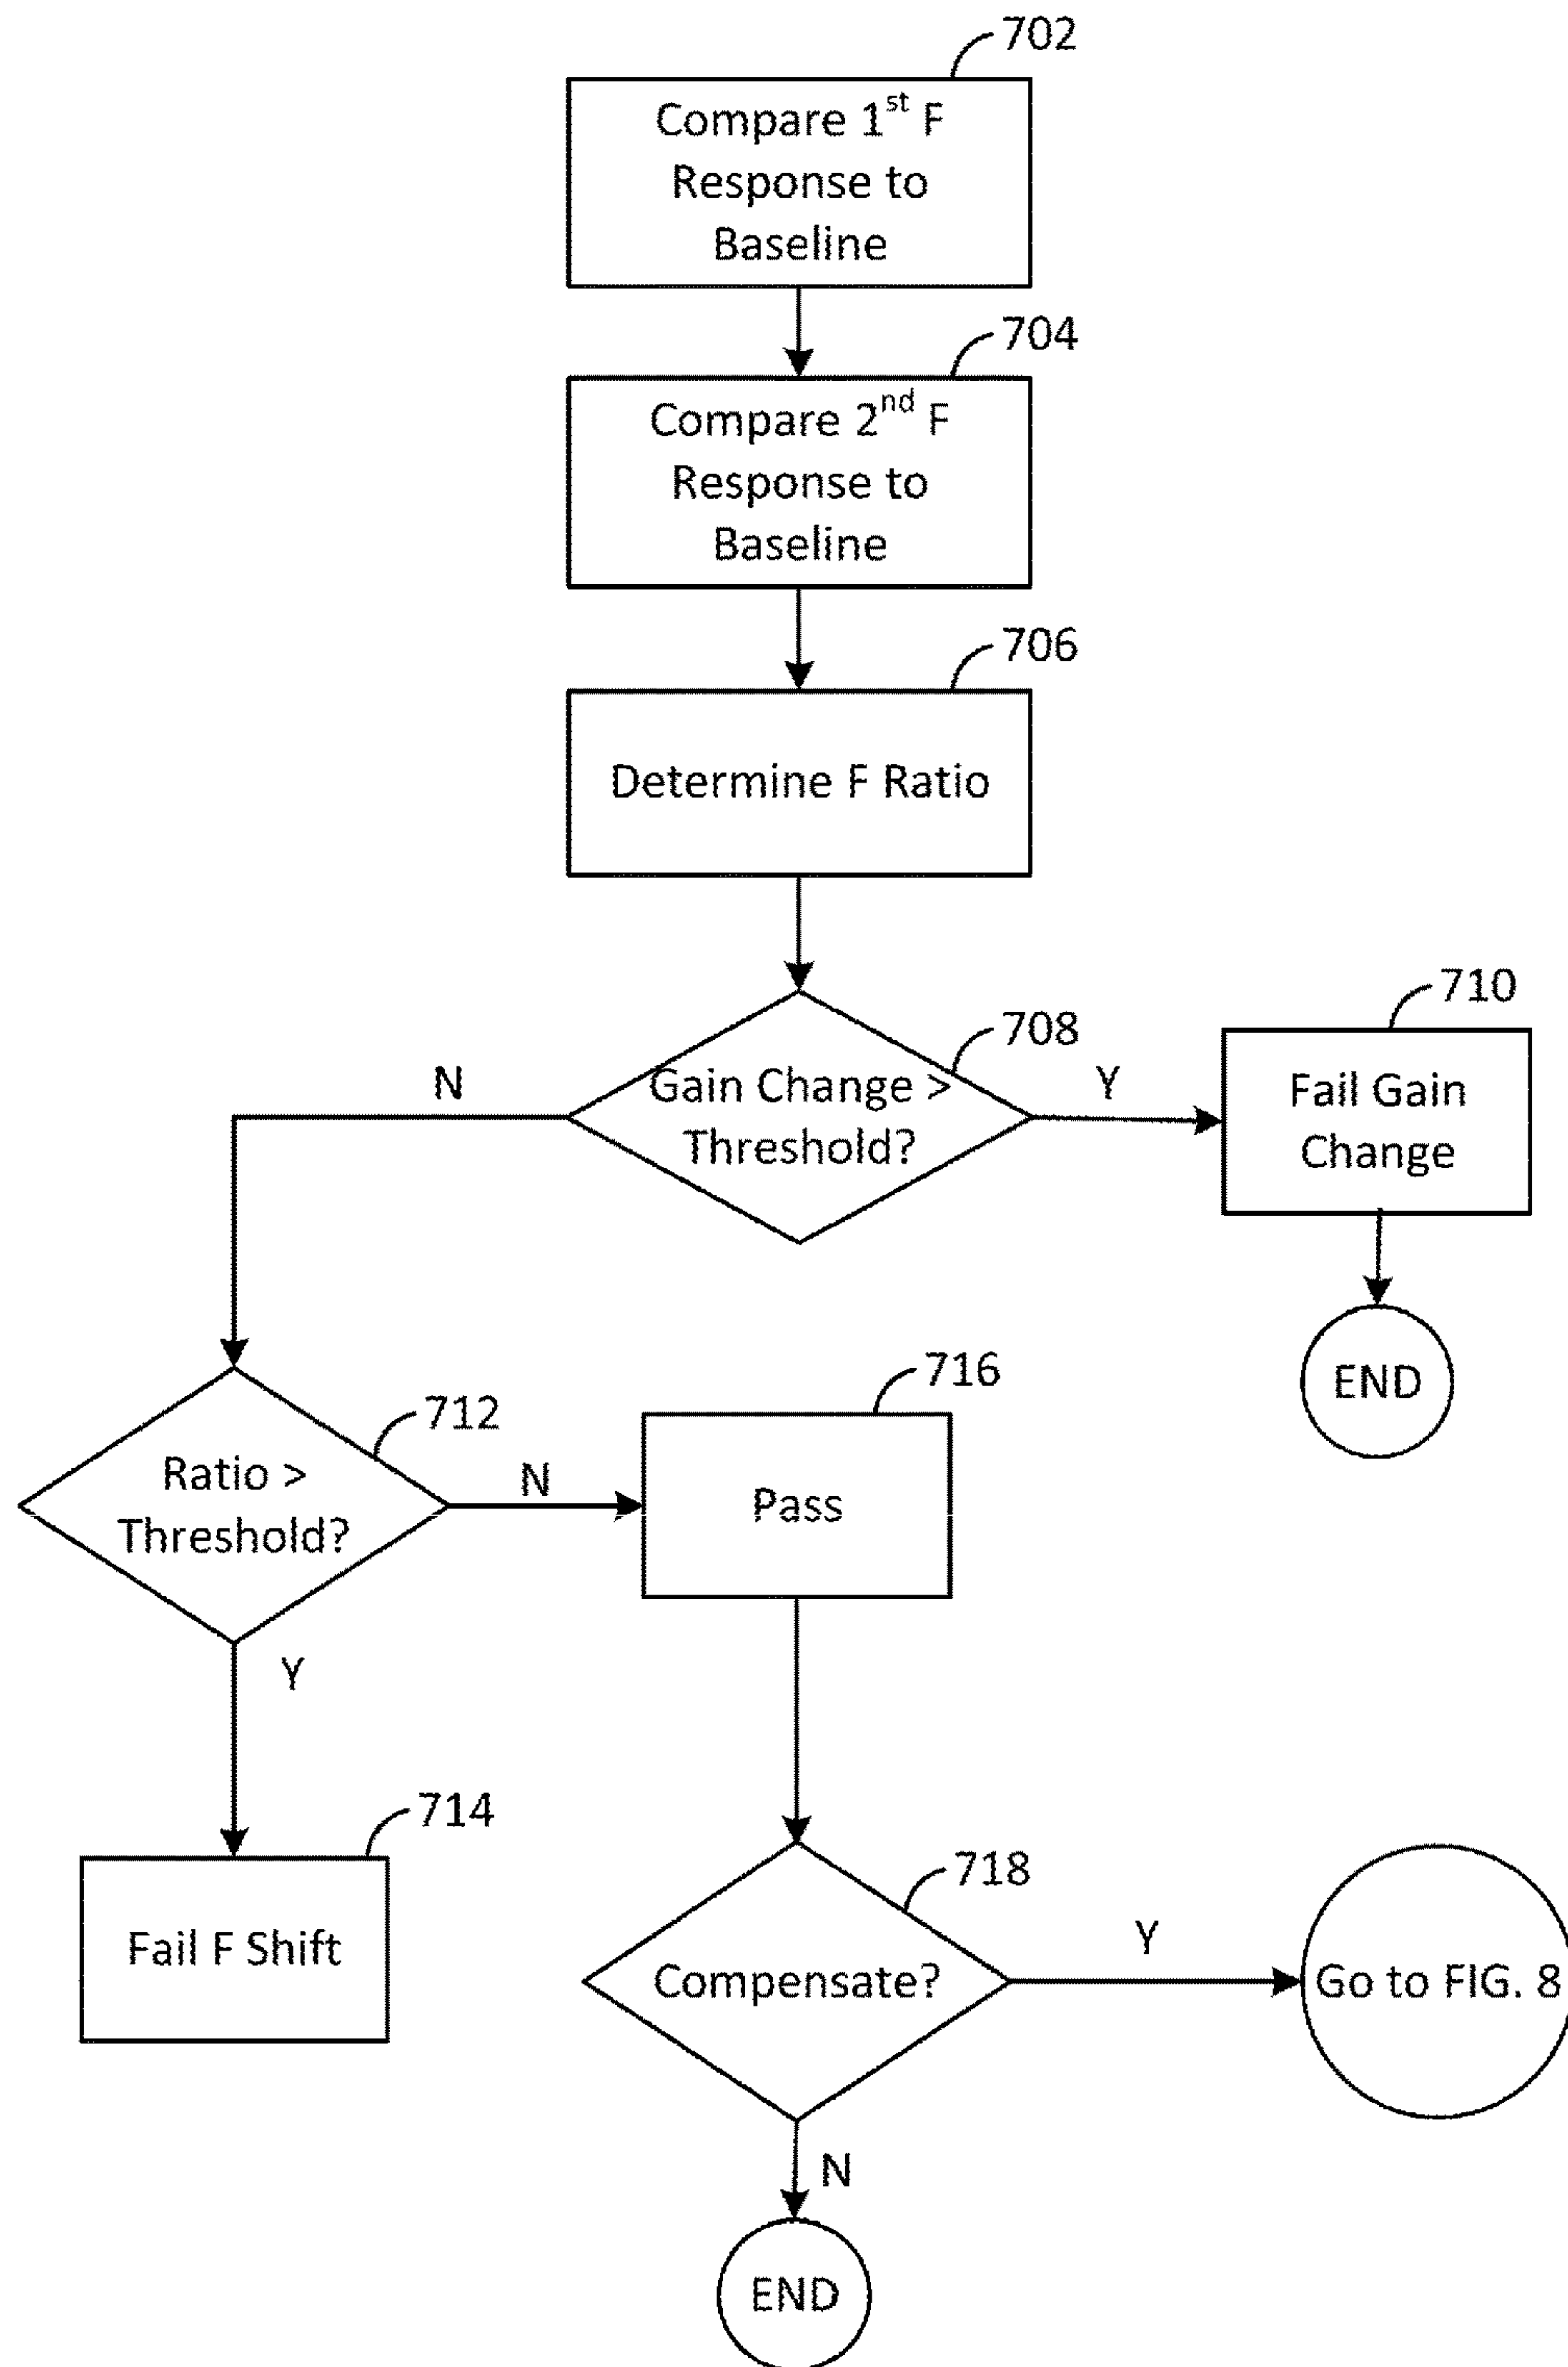 702
Compare 1st F
Response to
Baseline
704
Compare 2nd F
Response to
Baseline
706
Determine F Ratio
708
Gain Change >
Threshold?
N
Y
710
Fail Gain
Change
END
712
Ratio >
Threshold?
N
Y
716
Pass
714
Fail F Shift
718
Compensate?
Y
Go to FIG. 8
N
END